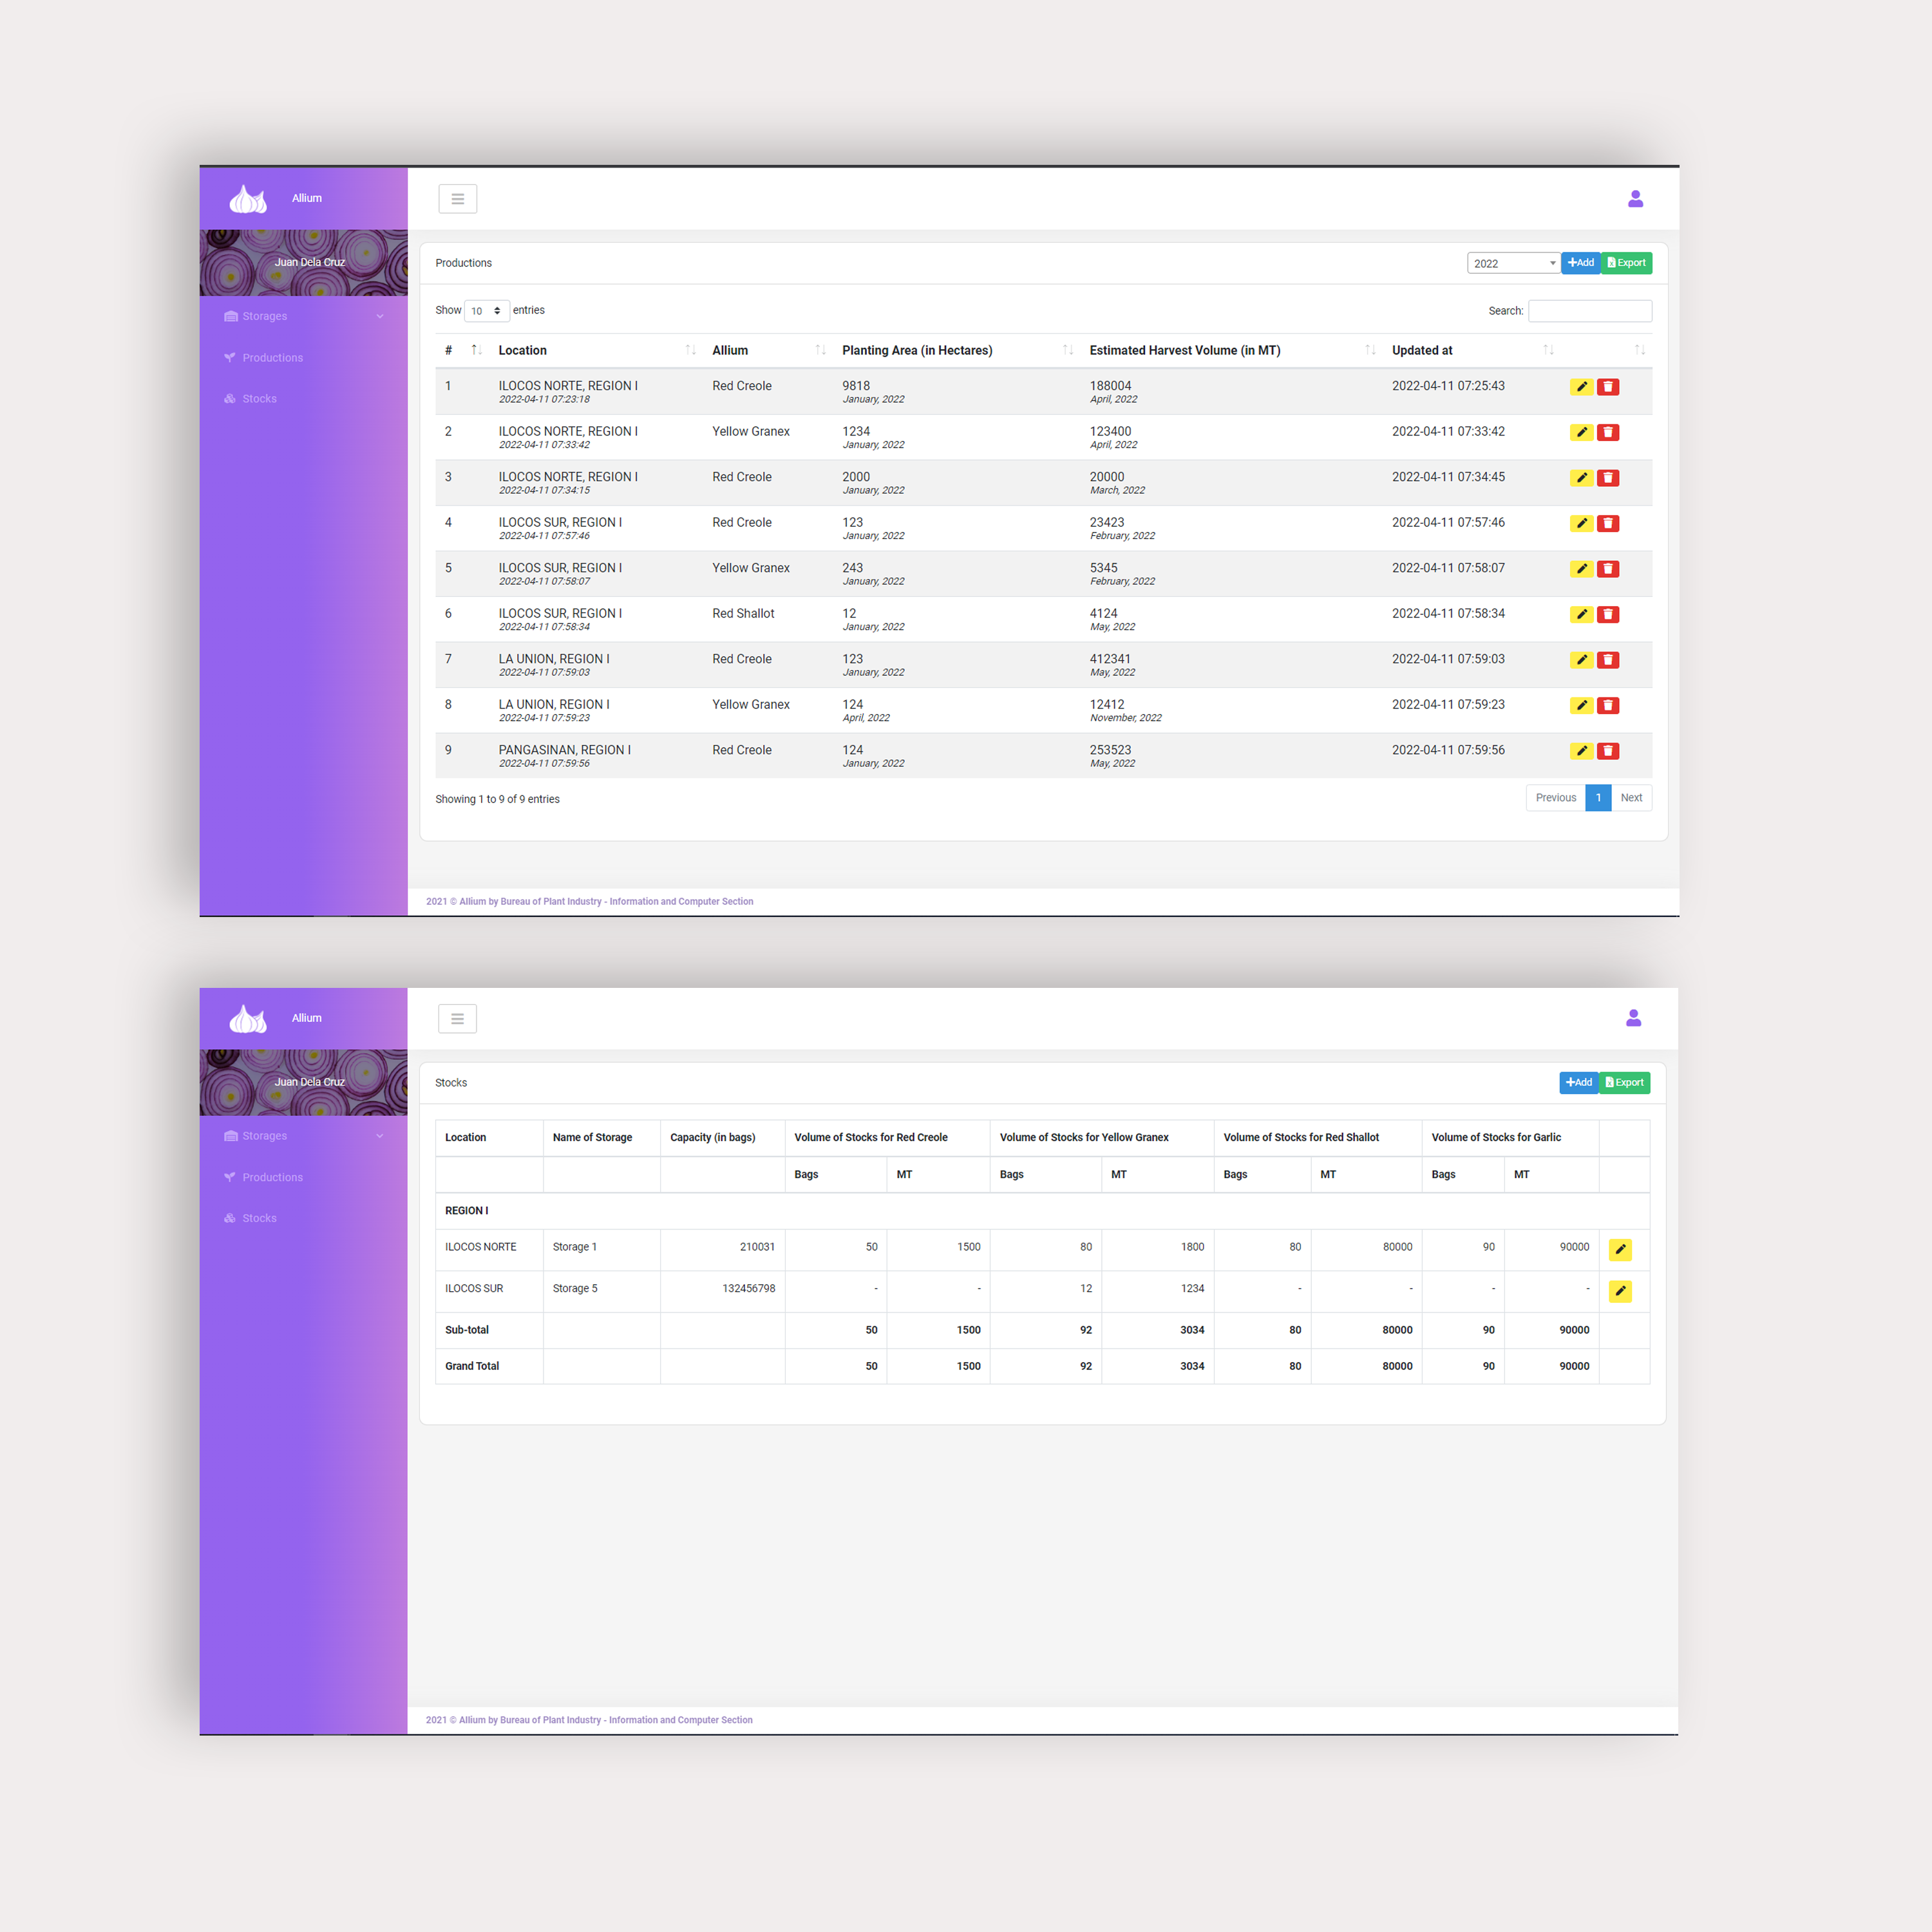 Allium
Juan Dela Cruz
Storages
Productions
Stocks
Productions 2022 Add Export
Show 10 entries Search:
# Location Allium Planting Area (in Hectares) Estimated Harvest Volume (in MT) Updated at
1 ILOCOS NORTE, REGION I Red Creole 9818 188004 2022-04-11 07:25:43
2022-04-11 07:23:18 January, 2022 April, 2022
2 ILOCOS NORTE, REGION I Yellow Granex 1234 123400 2022-04-11 07:33:42
2022-04-11 07:33:42 January, 2022 April, 2022
3 ILOCOS NORTE, REGION I Red Creole 2000 20000 2022-04-11 07:34:45
2022-04-11 07:34:15 January, 2022 March, 2022
4 ILOCOS SUR, REGION I Red Creole 123 23423 2022-04-11 07:57:46
2022-04-11 07:57:46 January, 2022 February, 2022
5 ILOCOS SUR, REGION I Yellow Granex 243 5345 2022-04-11 07:58:07
2022-04-11 07:58:07 January, 2022 February, 2022
6 ILOCOS SUR, REGION I Red Shallot 12 4124 2022-04-11 07:58:34
2022-04-11 07:58:34 January, 2022 May, 2022
7 LA UNION, REGION I Red Creole 123 412341 2022-04-11 07:59:03
2022-04-11 07:59:03 January, 2022 May, 2022
8 LA UNION, REGION I Yellow Granex 124 12412 2022-04-11 07:59:23
2022-04-11 07:59:23 April, 2022 November, 2022
9 PANGASINAN, REGION I Red Creole 124 253523 2022-04-11 07:59:56
2022-04-11 07:59:56 January, 2022 May, 2022
Showing 1 to 9 of 9 entries Previous 1 Next
2021 © Allium by Bureau of Plant Industry - Information and Computer Section
Allium
Juan Dela Cruz
Storages
Productions
Stocks
Stocks Add Export
Location Name of Storage Capacity (in bags) Volume of Stocks for Red Creole Volume of Stocks for Yellow Granex Volume of Stocks for Red Shallot Volume of Stocks for Garlic
Bags MT Bags MT Bags MT Bags MT
REGION I
ILOCOS NORTE Storage 1 210031 50 1500 80 1800 80 80000 90 90000
ILOCOS SUR Storage 5 132456798 - - 12 1234 - - - -
Sub-total 50 1500 92 3034 80 80000 90 90000
Grand Total 50 1500 92 3034 80 80000 90 90000
2021 © Allium by Bureau of Plant Industry - Information and Computer Section